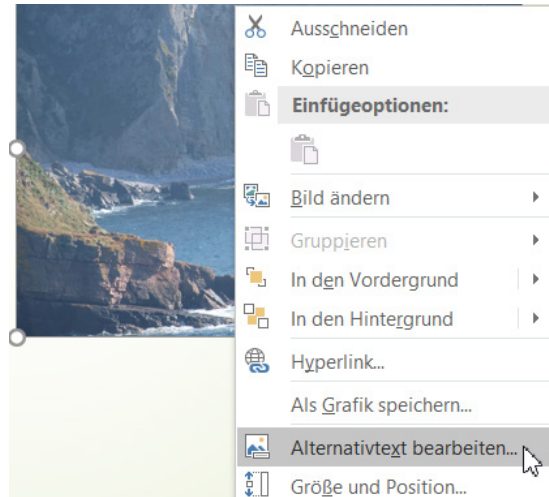 Ausschneiden
Kopieren
Einfügeoptionen:
Bild ändern
Gruppieren
In den Vordergrund
In den Hintergrund
Hyperlink...
Als Grafik speichern...
Alternativtext bearbeiten...
Größe und Position...